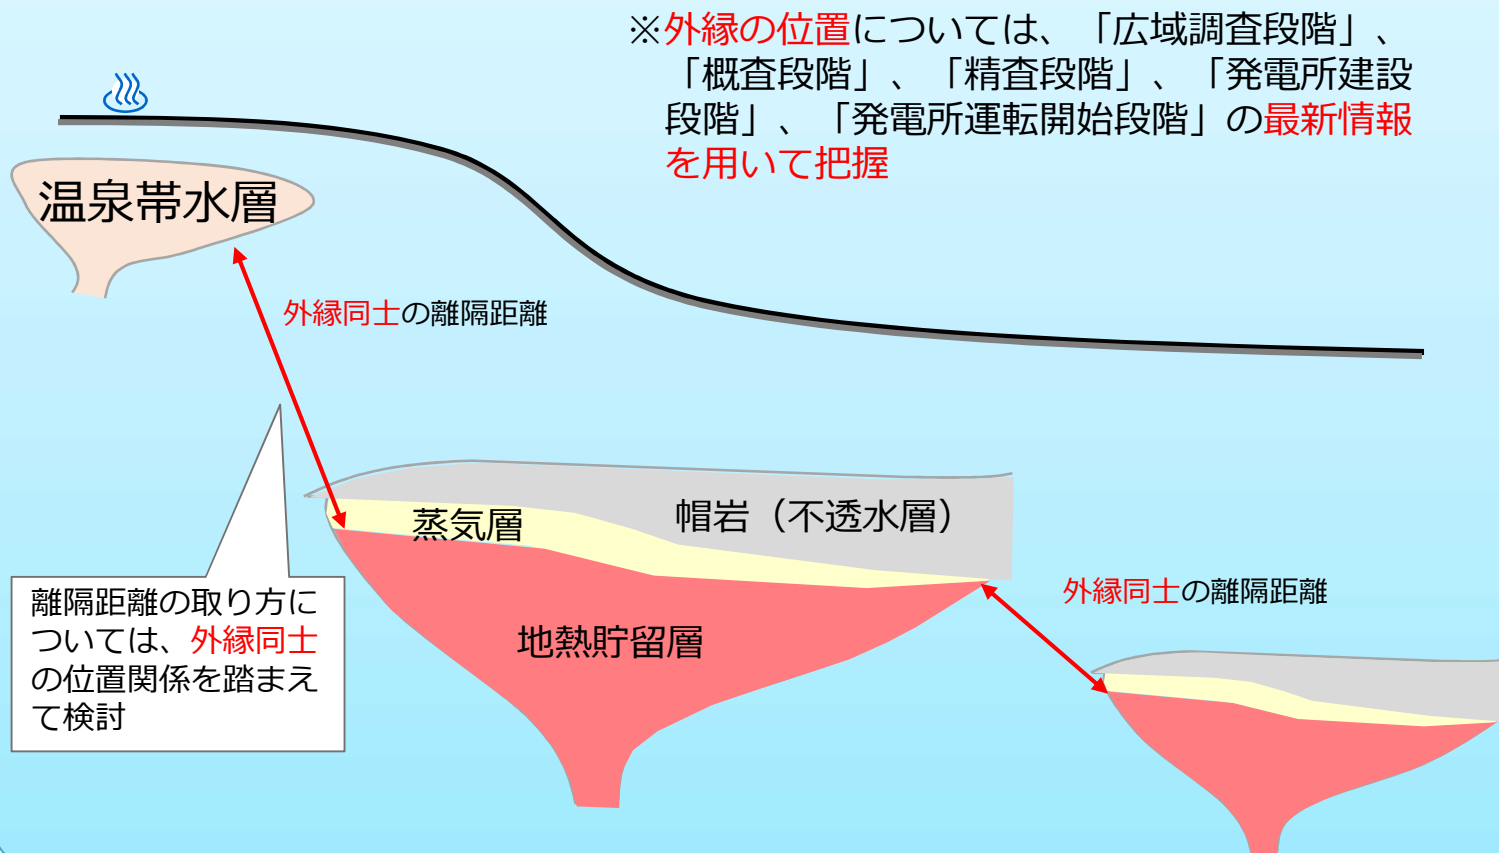 ※外縁の位置については、「広域調査段階」、
「概査段階」、「精査段階」、「発電所建設
段階」、「発電所運転開始段階」の最新情報
を用いて把握
温泉帯水層
外縁同士の離隔距離
蒸気層
帽岩（不透水層）
離隔距離の取り方に
ついては、外縁同士
の位置関係を踏まえ
て検討
地熱貯留層
外縁同士の離隔距離